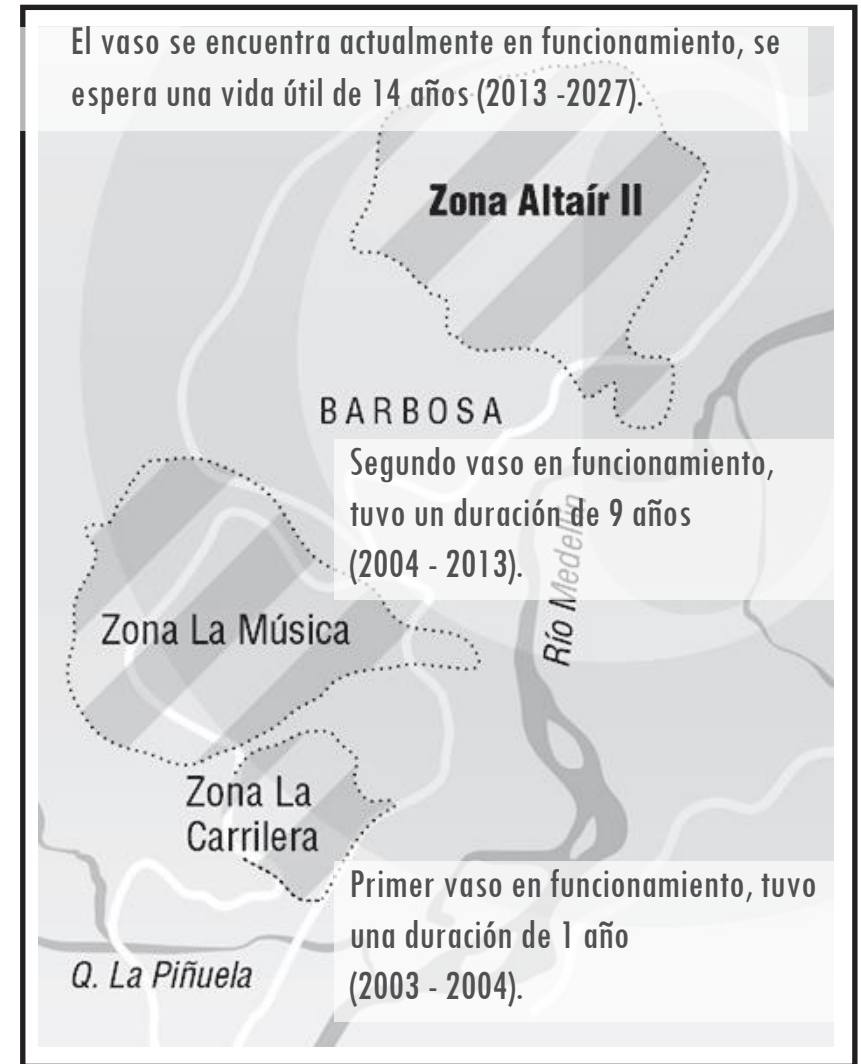 El vaso se encuentra actualmente en funcionamiento, se
espera una vida útil de 14 años (2013 -2027).
Zona Altaír II
BARBOSA
Segundo vaso en funcionamiento,
tuvo un duración de 9 años
(2004 - 2013).
Río Medellín
Zona La Música
Zona La
Carrilera
Primer vaso en funcionamiento, tuvo
una duración de 1 año
(2003 - 2004).
Q. La Piñuela